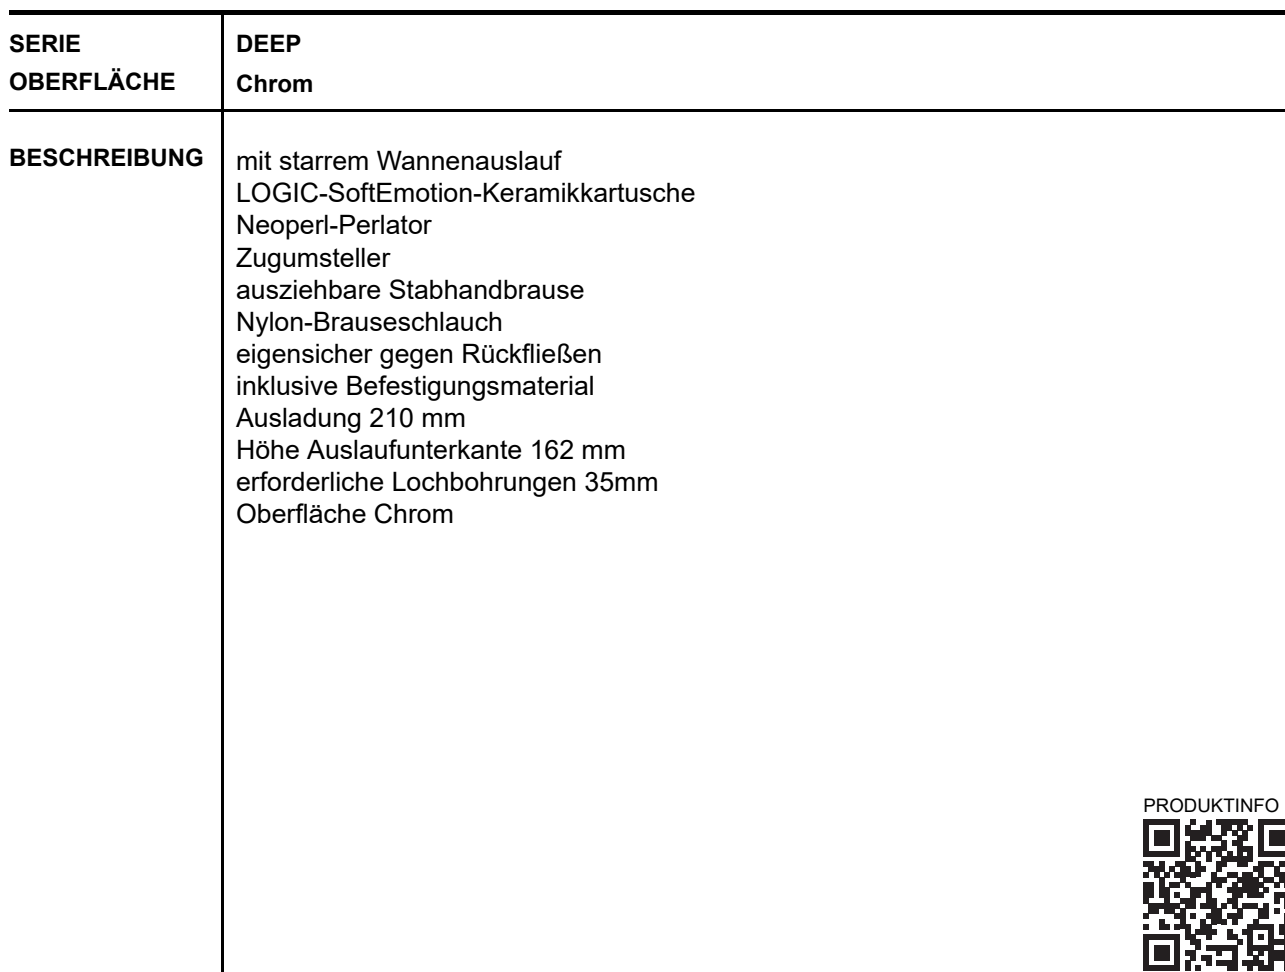 SERIE DEEP
OBERFLÄCHE Chrom
BESCHREIBUNG mit starrem Wannenauslauf
LOGIC-SoftEmotion-Keramikkartusche
Neoperl-Perlator
Zugumsteller
ausziehbare Stabhandbrause
Nylon-Brauseschlauch
eigensicher gegen Rückfließen
inklusive Befestigungsmaterial
Ausladung 210 mm
Höhe Auslaufunterkante 162 mm
erforderliche Lochbohrungen 35mm
Oberfläche Chrom
PRODUKTINFO